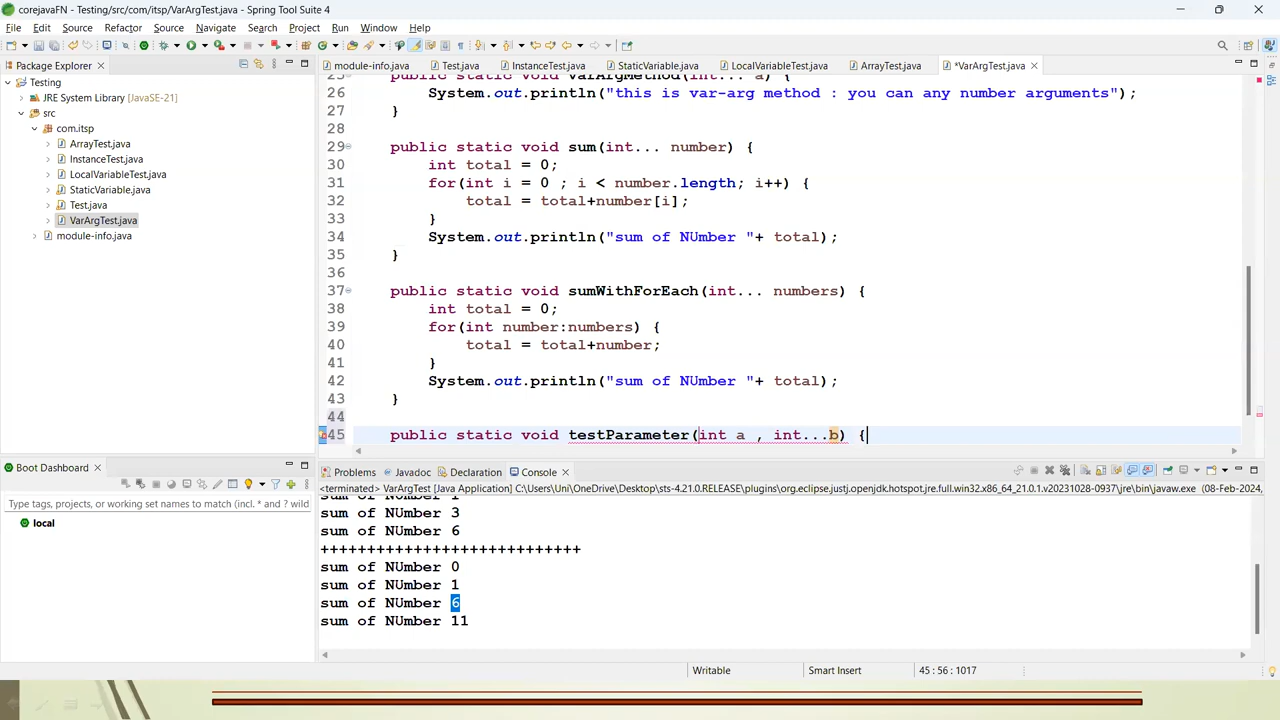 corejavaFN - Testing/src/com/itsp/VarArgTest.java - Spring Tool Suite 4
File Edit Source Refactor Source Navigate Search Project Run Window Help
Package Explorer
Testing
JRE System Library [JavaSE-21]
src
com.itsp
ArrayTest.java
InstanceTest.java
LocalVariableTest.java
StaticVariable.java
Test.java
VarArgTest.java
module-info.java
module-info.java Test.java InstanceTest.java StaticVariable.java LocalVariableTest.java ArrayTest.java *VarArgTest.java
25 public static void varArgMethod(int... a) {
26 System.out.println("this is var-arg method : you can any number arguments");
27 }
28
29 public static void sum(int... number) {
30 int total = 0;
31 for(int i = 0 ; i < number.length; i++) {
32 total = total+number[i];
33 }
34 System.out.println("sum of NUmber "+ total);
35 }
36
37 public static void sumWithForEach(int... numbers) {
38 int total = 0;
39 for(int number:numbers) {
40 total = total+number;
41 }
42 System.out.println("sum of NUmber "+ total);
43 }
44
45 public static void testParameter(int a , int...b) {
Boot Dashboard
Type tags, projects, or working set names to match (incl. * and ? wild
local
Problems Javadoc Declaration Console
<terminated> VarArgTest [Java Application] C:\Users\Uni\OneDrive\Desktop\sts-4.21.0.RELEASE\plugins\org.eclipse.justj.openjdk.hotspot.jre.full.win32.x86_64_21.0.1.v20231028-0937\jre\bin\javaw.exe (08-Feb-2024,
sum of NUmber 1
sum of NUmber 3
sum of NUmber 6
++++++++++++++++++++++++++++
sum of NUmber 0
sum of NUmber 1
sum of NUmber 6
sum of NUmber 11
Writable Smart Insert 45 : 56 : 1017